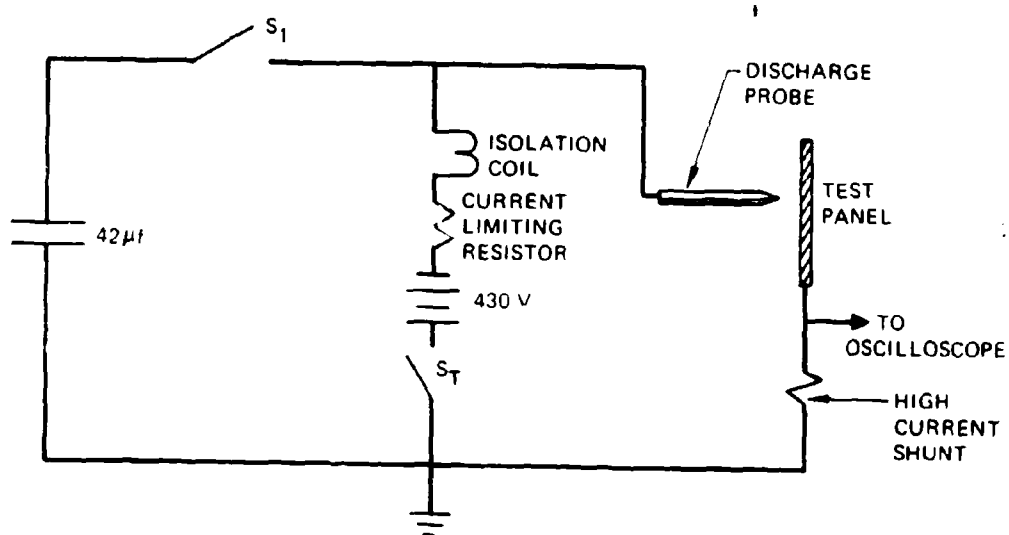 S1
DISCHARGE
PROBE
ISOLATION
COIL
CURRENT
LIMITING
RESISTOR
TEST
PANEL
42µf
430 V
TO
OSCILLOSCOPE
ST
HIGH
CURRENT
SHUNT